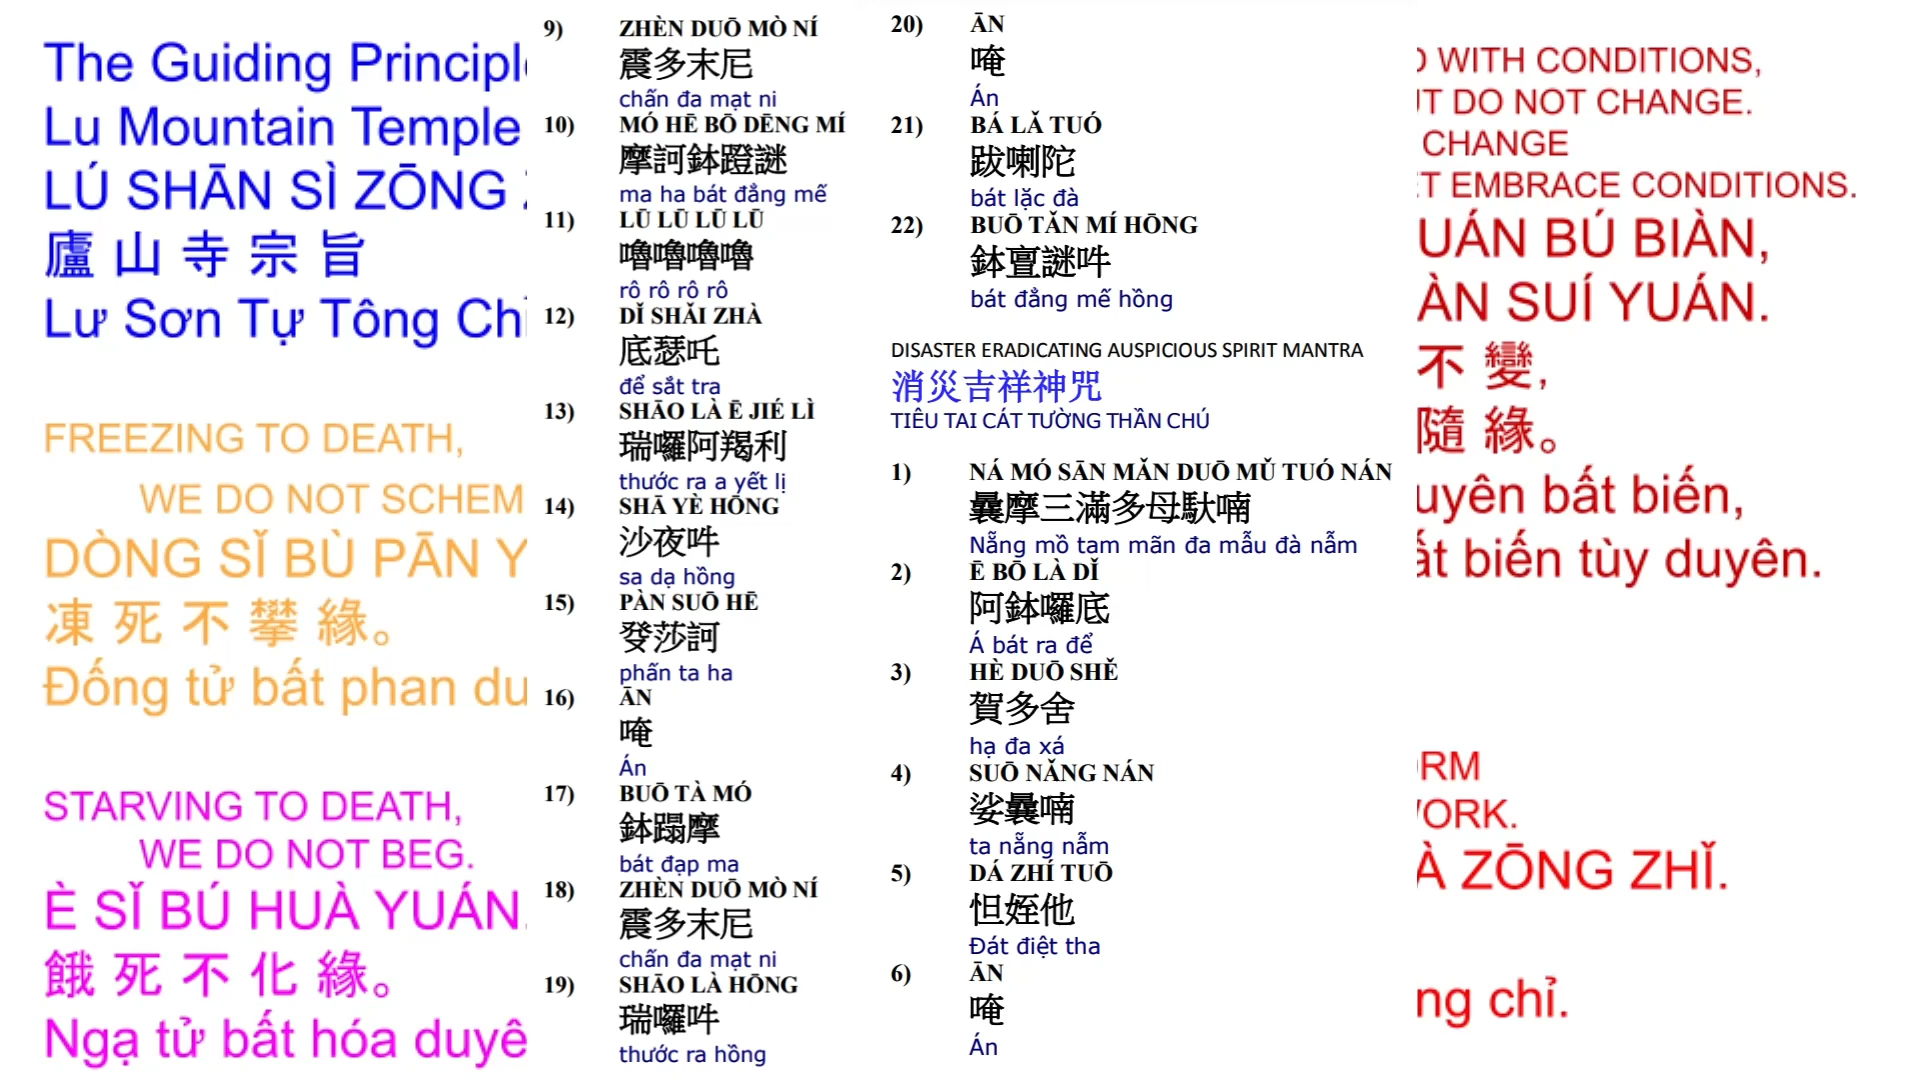 The Guiding Principl
Lu Mountain Temple
LÚ SHĀN SÌ ZŌNG
廬 山 寺 宗 旨
Lư Sơn Tự Tông Chỉ
FREEZING TO DEATH,
WE DO NOT SCHEM
DÒNG SǏ BÙ PĀN Y
凍 死 不 攀 緣。
Đống tử bất phan du
STARVING TO DEATH,
WE DO NOT BEG.
È SǏ BÚ HUÀ YUÁN.
餓 死 不 化 緣。
Ngạ tử bất hóa duyê
9) ZHÈN DUŌ MÒ NÍ
震多末尼
chấn đa mạt ni
10) MÓ HĒ BŌ DĒNG MÍ
摩訶鉢蹬謎
ma ha bát đẳng mế
11) LŪ LŪ LŪ LŪ
嚕嚕嚕嚕
rô rô rô rô
12) DǏ SHǍI ZHÀ
底瑟吒
để sắt tra
13) SHĀO LÀ Ē JIÉ LÌ
瑞囉阿羯利
thước ra a yết lị
14) SHĀ YÈ HŌNG
沙夜吽
sa dạ hồng
15) PÀN SUŌ HĒ
癹莎訶
phấn ta ha
16) ĀN
唵
Án
17) BUŌ TÀ MÓ
鉢蹋摩
bát đạp ma
18) ZHÈN DUŌ MÒ NÍ
震多末尼
chấn đa mạt ni
19) SHĀO LÀ HŌNG
瑞囉吽
thước ra hồng
20) ĀN
唵
Án
21) BÁ LǍ TUÓ
跋喇陀
bát lặc đà
22) BUŌ TǍN MÍ HŌNG
鉢亶謎吽
bát đẳng mế hồng
DISASTER ERADICATING AUSPICIOUS SPIRIT MANTRA
消災吉祥神咒
TIÊU TAI CÁT TƯỜNG THẦN CHÚ
1) NÁ MÓ SĀN MǍN DUŌ MǓ TUÓ NÁN
曩摩三滿多母馱喃
Nẵng mồ tam mãn đa mẫu đà nẫm
2) Ē BŌ LÀ DǏ
阿鉢囉底
Á bát ra để
3) HÈ DUŌ SHĚ
賀多舍
hạ đa xá
4) SUŌ NǍNG NÁN
娑曩喃
ta nẵng nẫm
5) DÁ ZHÍ TUŌ
怛姪他
Đát điệt tha
6) ĀN
唵
Án
WITH CONDITIONS,
DO NOT CHANGE.
CHANGE
EMBRACE CONDITIONS.
UÁN BÚ BIÀN,
ÀN SUÍ YUÁN.
不 變,
隨 緣。
uyên bất biến,
ất biến tùy duyên.
RM
ORK.
À ZŌNG ZHǏ.
ng chỉ.